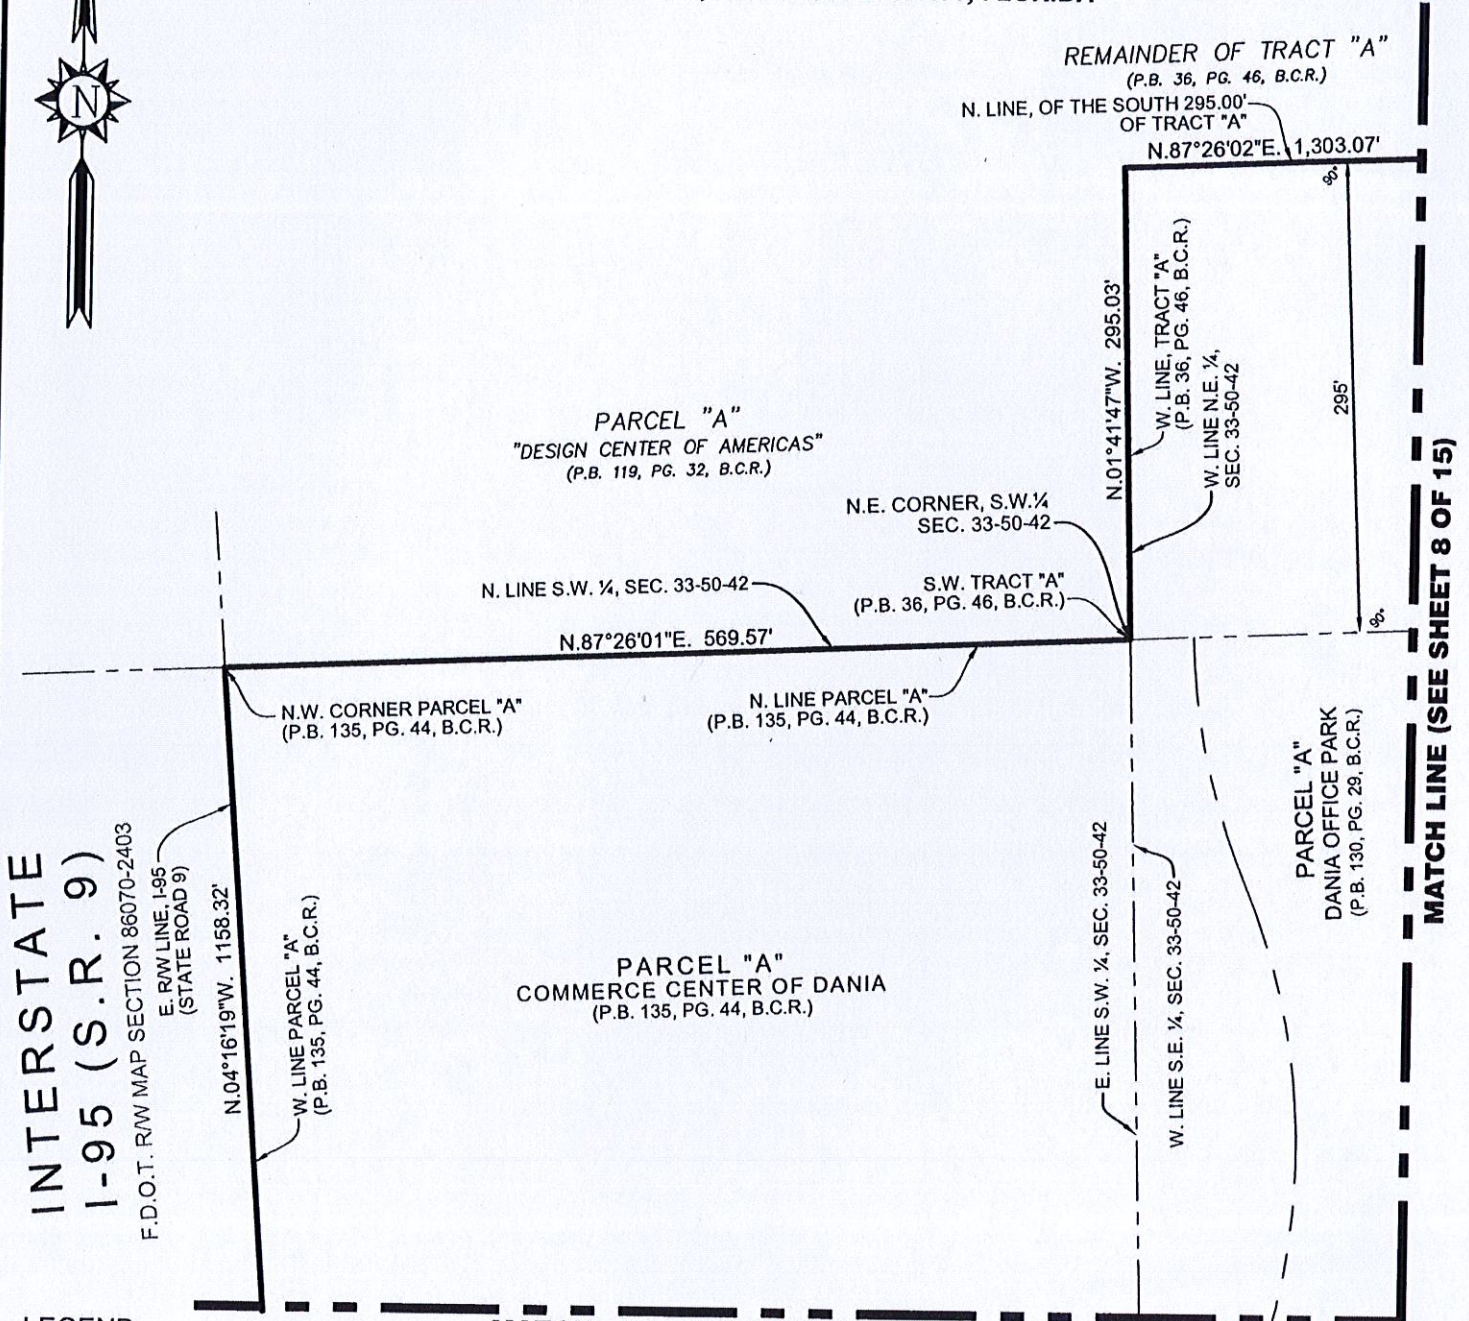 N
REMAINDER OF TRACT "A"
(P.B. 36, PG. 46, B.C.R.)
N. LINE, OF THE SOUTH 295.00'
OF TRACT "A"
N.87°26'02"E. 1,303.07'
90°
W. LINE, TRACT "A"
(P.B. 36, PG. 46, B.C.R.)
N.01°41'47"W. 295.03'
W. LINE N.E. ¼,
SEC. 33-50-42
295'
PARCEL "A"
"DESIGN CENTER OF AMERICAS"
(P.B. 119, PG. 32, B.C.R.)
N.E. CORNER, S.W.¼
SEC. 33-50-42
N. LINE S.W. ¼, SEC. 33-50-42
S.W. TRACT "A"
(P.B. 36, PG. 46, B.C.R.)
90°
N.87°26'01"E. 569.57'
N.W. CORNER PARCEL "A"
(P.B. 135, PG. 44, B.C.R.)
N. LINE PARCEL "A"
(P.B. 135, PG. 44, B.C.R.)
MATCH LINE (SEE SHEET 8 OF 15)
PARCEL "A"
DANIA OFFICE PARK
(P.B. 130, PG. 29, B.C.R.)
INTERSTATE
I-95 (S.R. 9)
F.D.O.T. R/W MAP SECTION 86070-2403
E. R/W LINE, I-95
(STATE ROAD 9)
N.04°16'19"W. 1158.32'
W. LINE PARCEL "A"
(P.B. 135, PG. 44, B.C.R.)
PARCEL "A"
COMMERCE CENTER OF DANIA
(P.B. 135, PG. 44, B.C.R.)
E. LINE S.W. ¼, SEC. 33-50-42
W. LINE S.E. ¼, SEC. 33-50-42